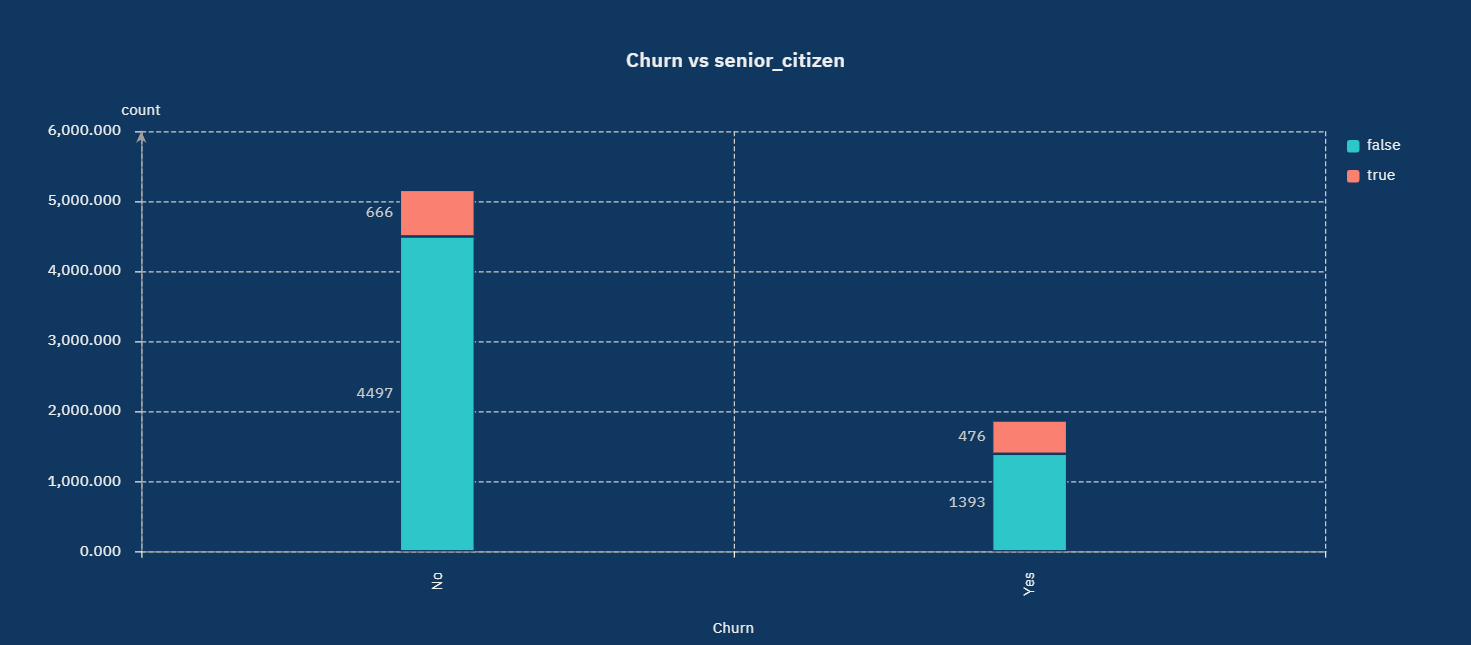 Churn vs senior_citizen
count
6,000.000
5,000.000
4,000.000
3,000.000
2,000.000
1,000.000
0.000
666
4497
476
1393
No
Yes
Churn
false
true